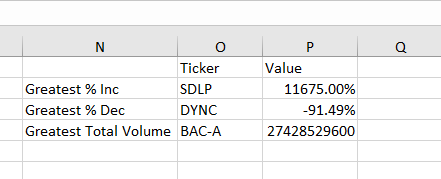 N O P Q
Ticker Value
Greatest % Inc SDLP 11675.00%
Greatest % Dec DYNC -91.49%
Greatest Total Volume BAC-A 27428529600